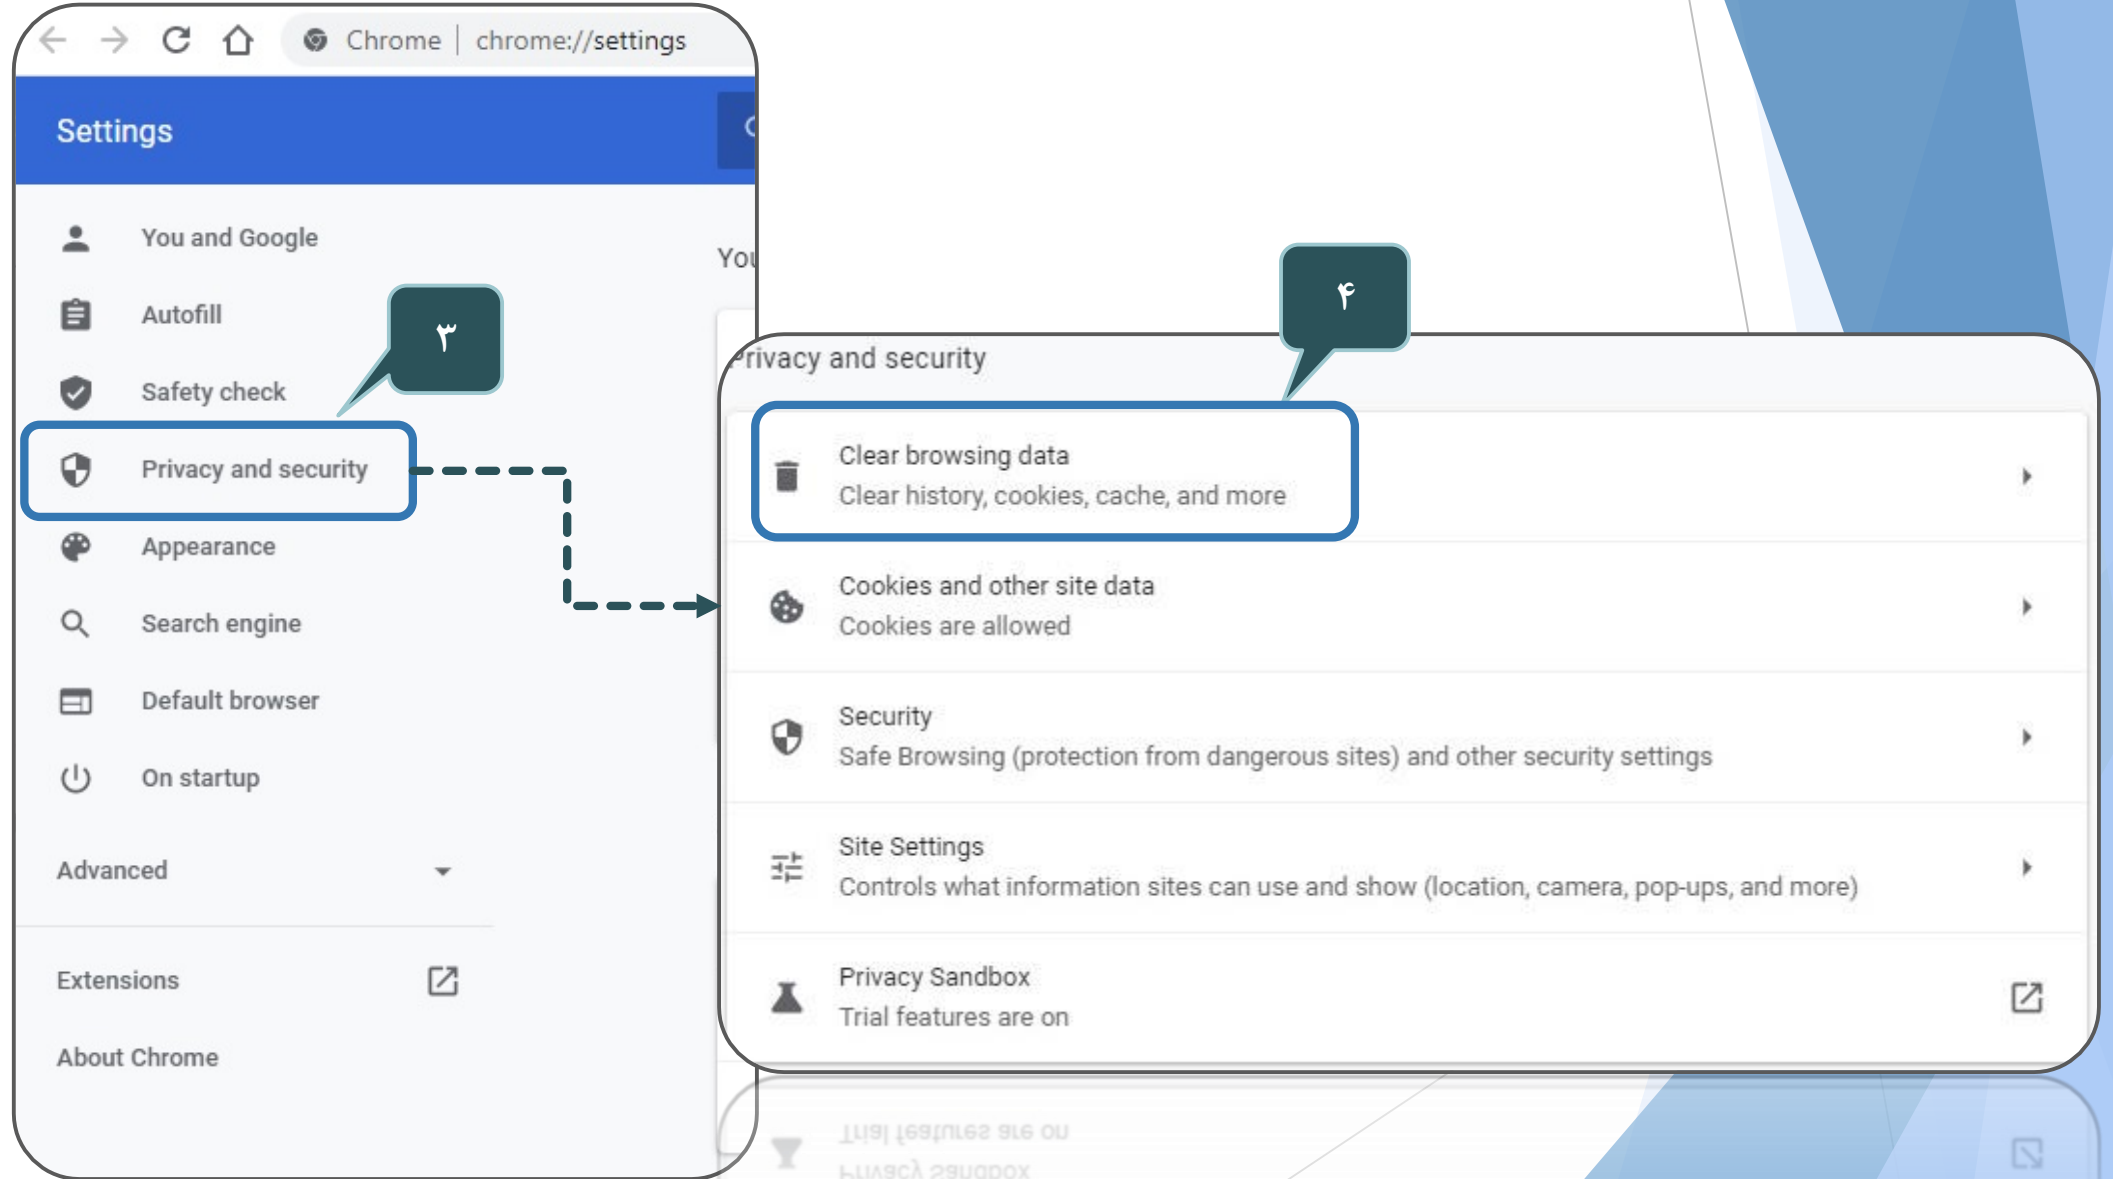 Chrome | chrome://settings
Settings
You and Google
Autofill
۳
Safety check
Privacy and security
Appearance
Search engine
Default browser
On startup
Advanced
Extensions
About Chrome
You
۴
Privacy and security
Clear browsing data
Clear history, cookies, cache, and more
Cookies and other site data
Cookies are allowed
Security
Safe Browsing (protection from dangerous sites) and other security settings
Site Settings
Controls what information sites can use and show (location, camera, pop-ups, and more)
Privacy Sandbox
Trial features are on